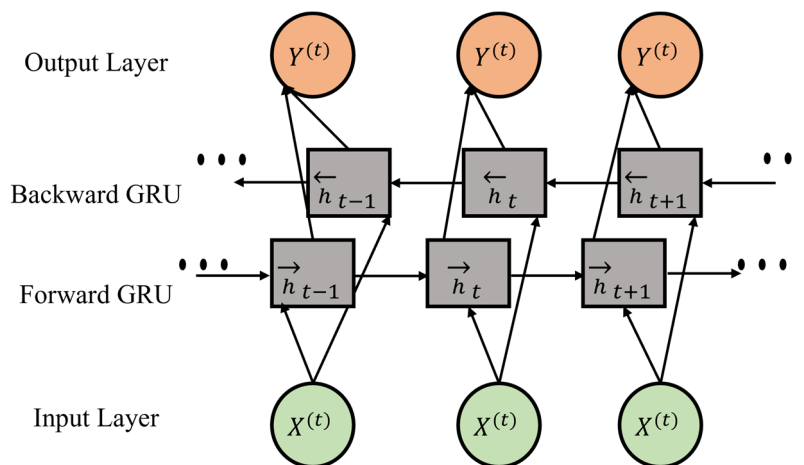 Output Layer Y^(t) Y^(t) Y^(t)
• • • • •
Backward GRU ←h t−1 ←h t ←h t+1
• • • • • •
Forward GRU →h t−1 →h t →h t+1
Input Layer X^(t) X^(t) X^(t)